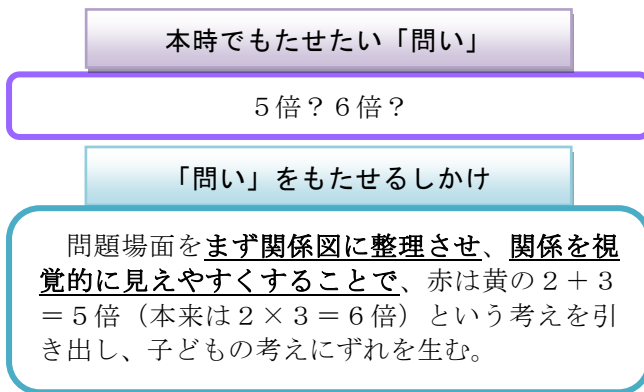 本時でもたせたい「問い」
５倍？６倍？
「問い」をもたせるしかけ
問題場面をまず関係図に整理させ、関係を視
覚的に見えやすくすることで、赤は黄の２＋３
＝５倍（本来は２×３＝６倍）という考えを引
き出し、子どもの考えにずれを生む。